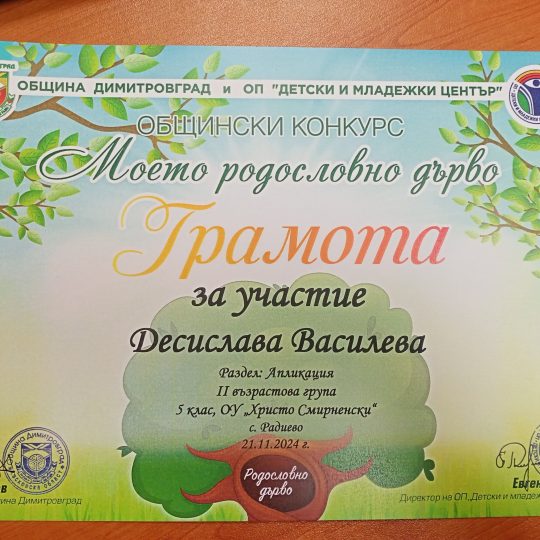 ОБЩИНА ДИМИТРОВГРАД и ОП "ДЕТСКИ И МЛАДЕЖКИ ЦЕНТЪР"
ОБЩИНСКИ КОНКУРС
Моето родословно дърво
Грамота
за участие
Десислава Василева
Раздел: Апликация
II възрастова група
5 клас, ОУ „Христо Смирненски“
с. Радиево
21.11.2024 г.
Родословно
дърво
Димитровград
Директор на ОП „Детски и